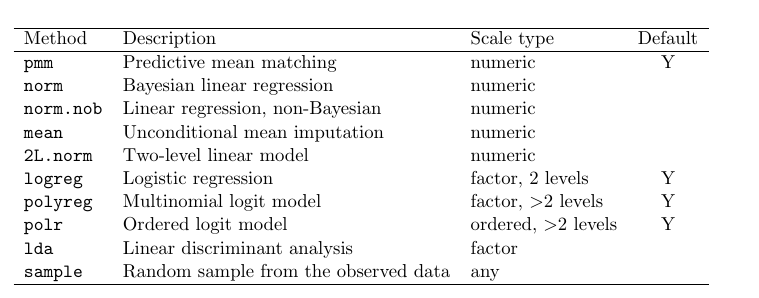 Method Description Scale type Default
pmm Predictive mean matching numeric Y
norm Bayesian linear regression numeric
norm.nob Linear regression, non-Bayesian numeric
mean Unconditional mean imputation numeric
2L.norm Two-level linear model numeric
logreg Logistic regression factor, 2 levels Y
polyreg Multinomial logit model factor, >2 levels Y
polr Ordered logit model ordered, >2 levels Y
lda Linear discriminant analysis factor
sample Random sample from the observed data any